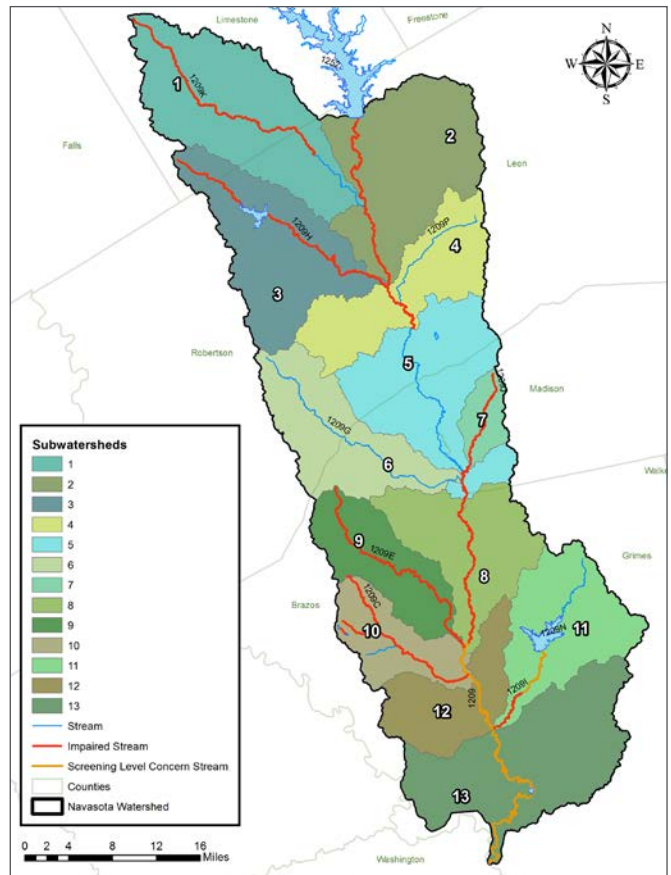 Limestone
Freestone
N
W E
S
1
1209K
2
Falls
Leon
1209H
1209P
4
3
5
Robertson
Madison
7
1209G
6
Walke
Subwatersheds
1
2
3
4
5
6
7
8
9
10
11
12
13
Stream
Impaired Stream
Screening Level Concern Stream
Counties
Navasota Watershed
0 2 4 8 12 16
Miles
9
1209E
8
Grimes
Brazos
1209C
10
1209N
11
1209I
1209
12
13
Washington